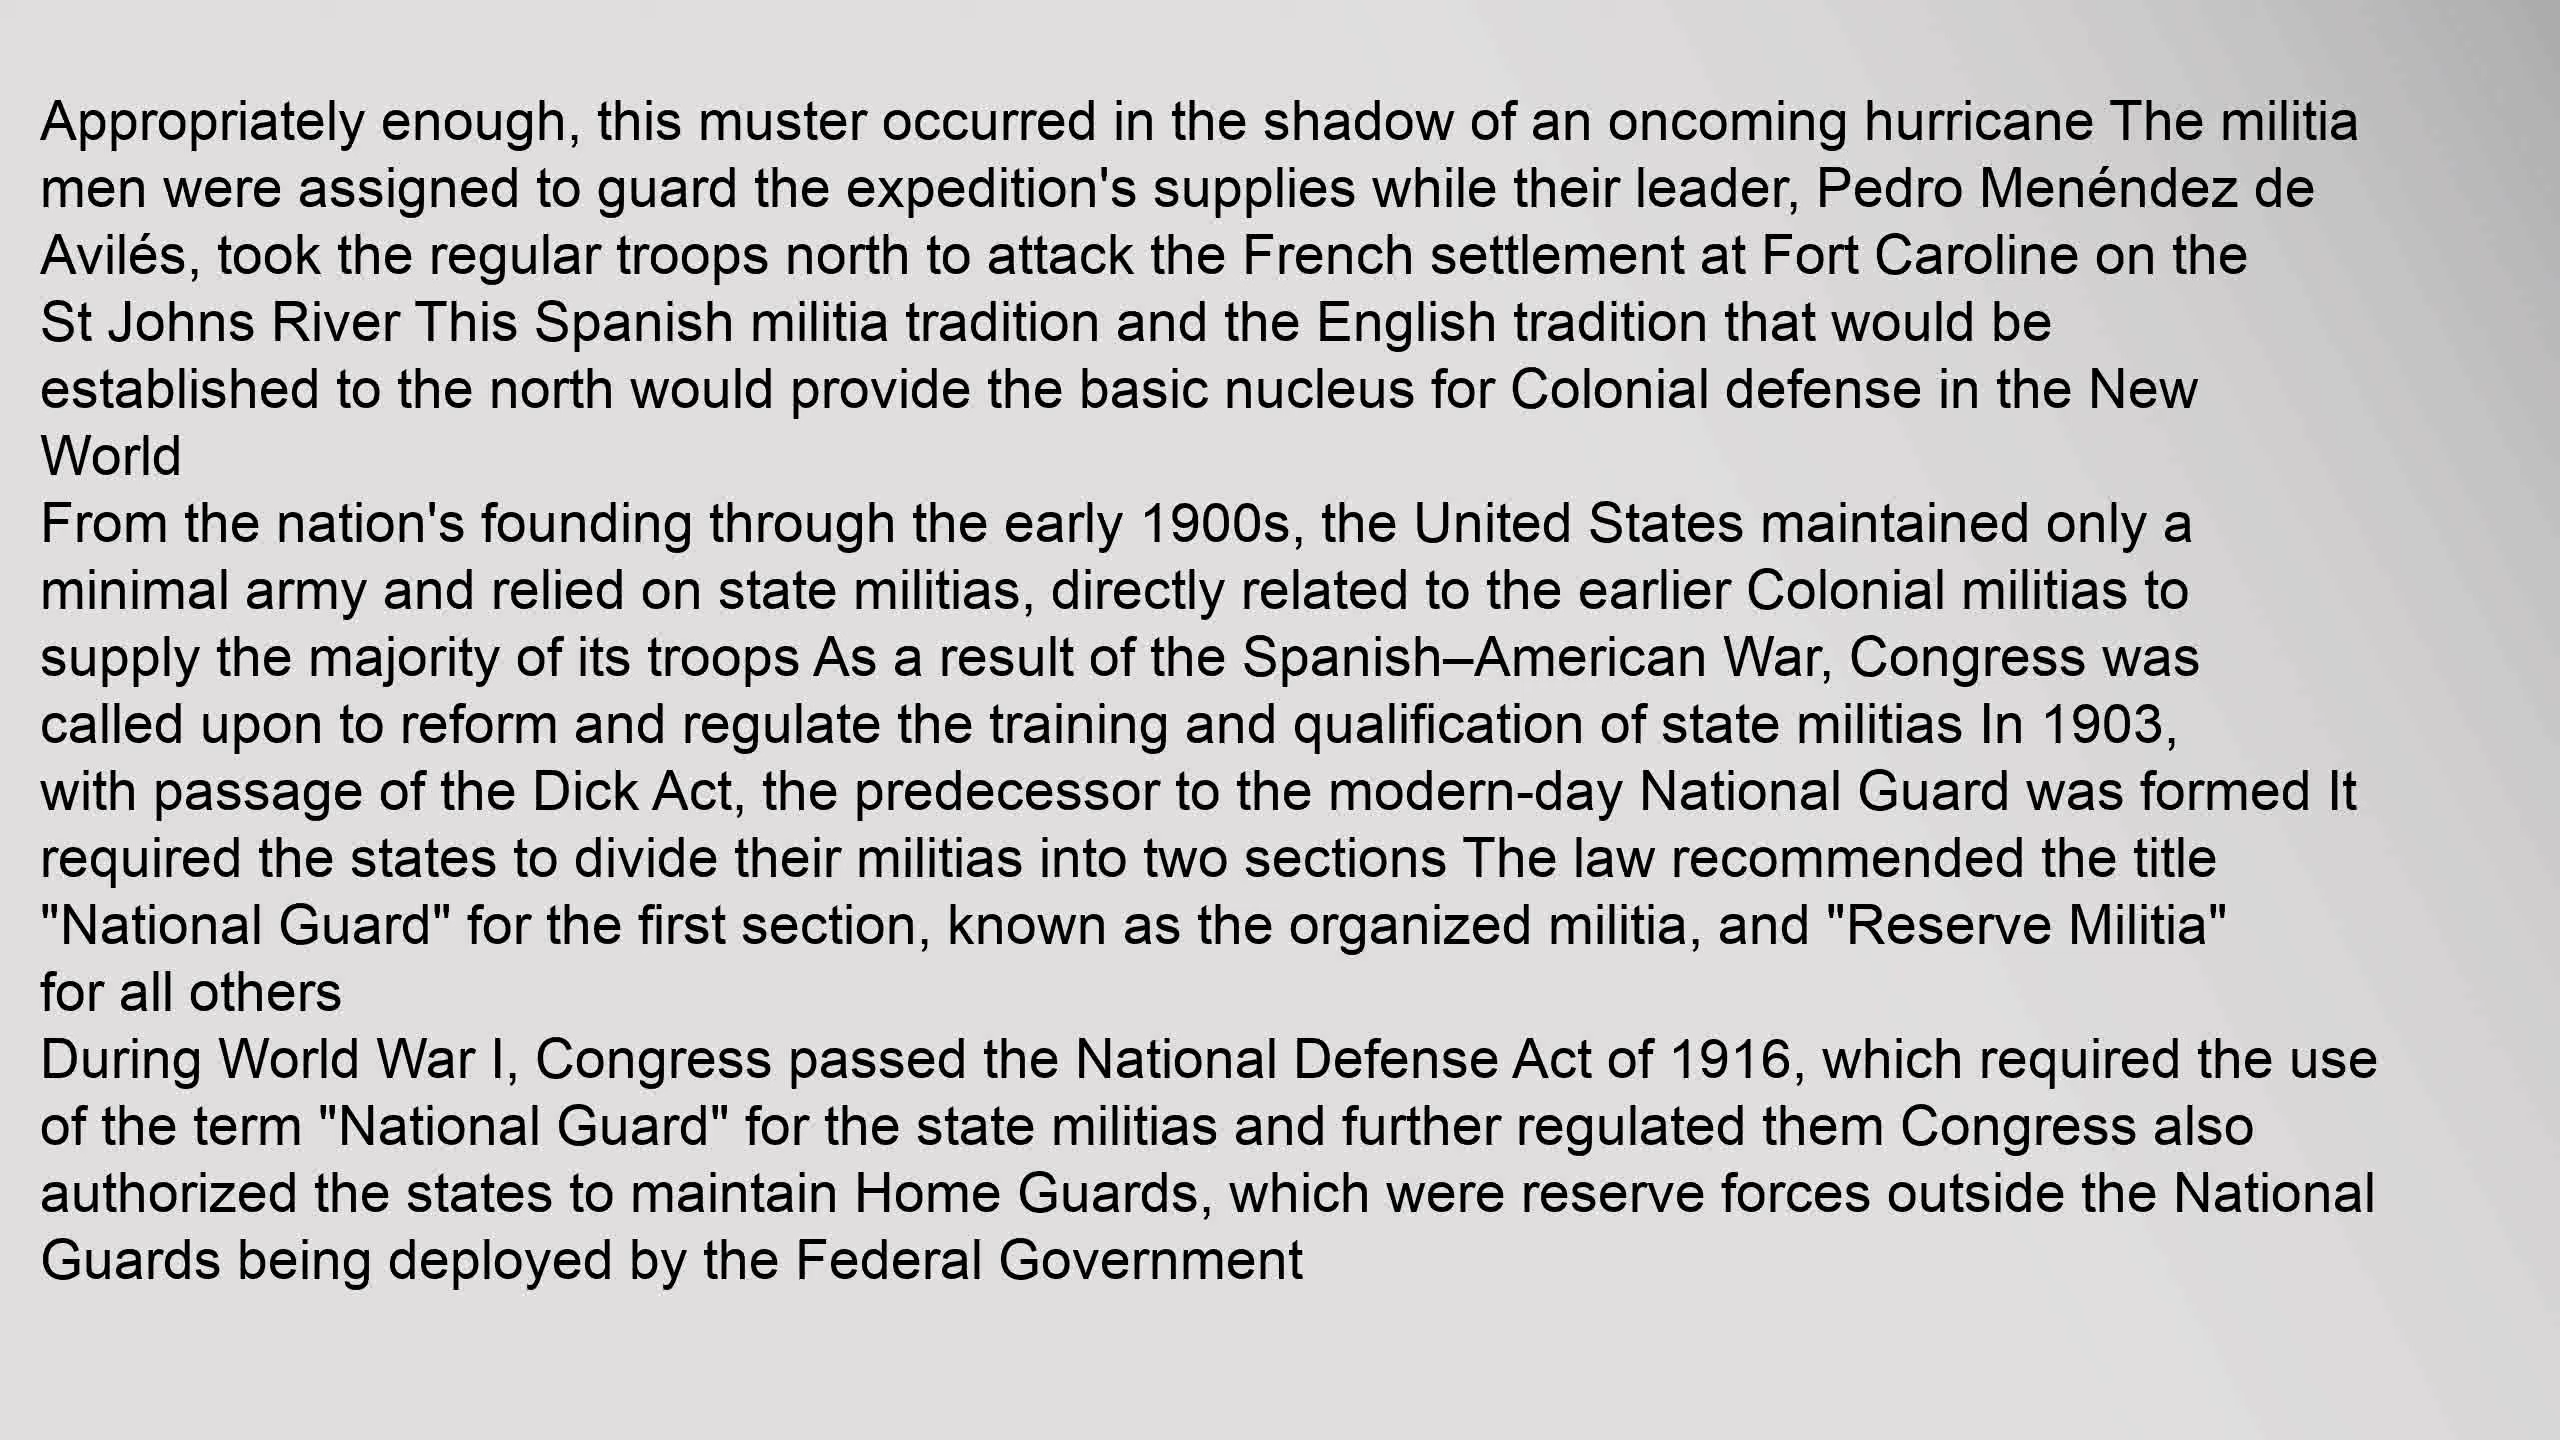 Appropriately enough, this muster occurred in the shadow of an oncoming hurricane The militia
men were assigned to guard the expedition's supplies while their leader, Pedro Menéndez de
Avilés, took the regular troops north to attack the French settlement at Fort Caroline on the
St Johns River This Spanish militia tradition and the English tradition that would be
established to the north would provide the basic nucleus for Colonial defense in the New
World
From the nation's founding through the early 1900s, the United States maintained only a
minimal army and relied on state militias, directly related to the earlier Colonial militias to
supply the majority of its troops As a result of the Spanish–American War, Congress was
called upon to reform and regulate the training and qualification of state militias In 1903,
with passage of the Dick Act, the predecessor to the modern-day National Guard was formed It
required the states to divide their militias into two sections The law recommended the title
"National Guard" for the first section, known as the organized militia, and "Reserve Militia"
for all others
During World War I, Congress passed the National Defense Act of 1916, which required the use
of the term "National Guard" for the state militias and further regulated them Congress also
authorized the states to maintain Home Guards, which were reserve forces outside the National
Guards being deployed by the Federal Government